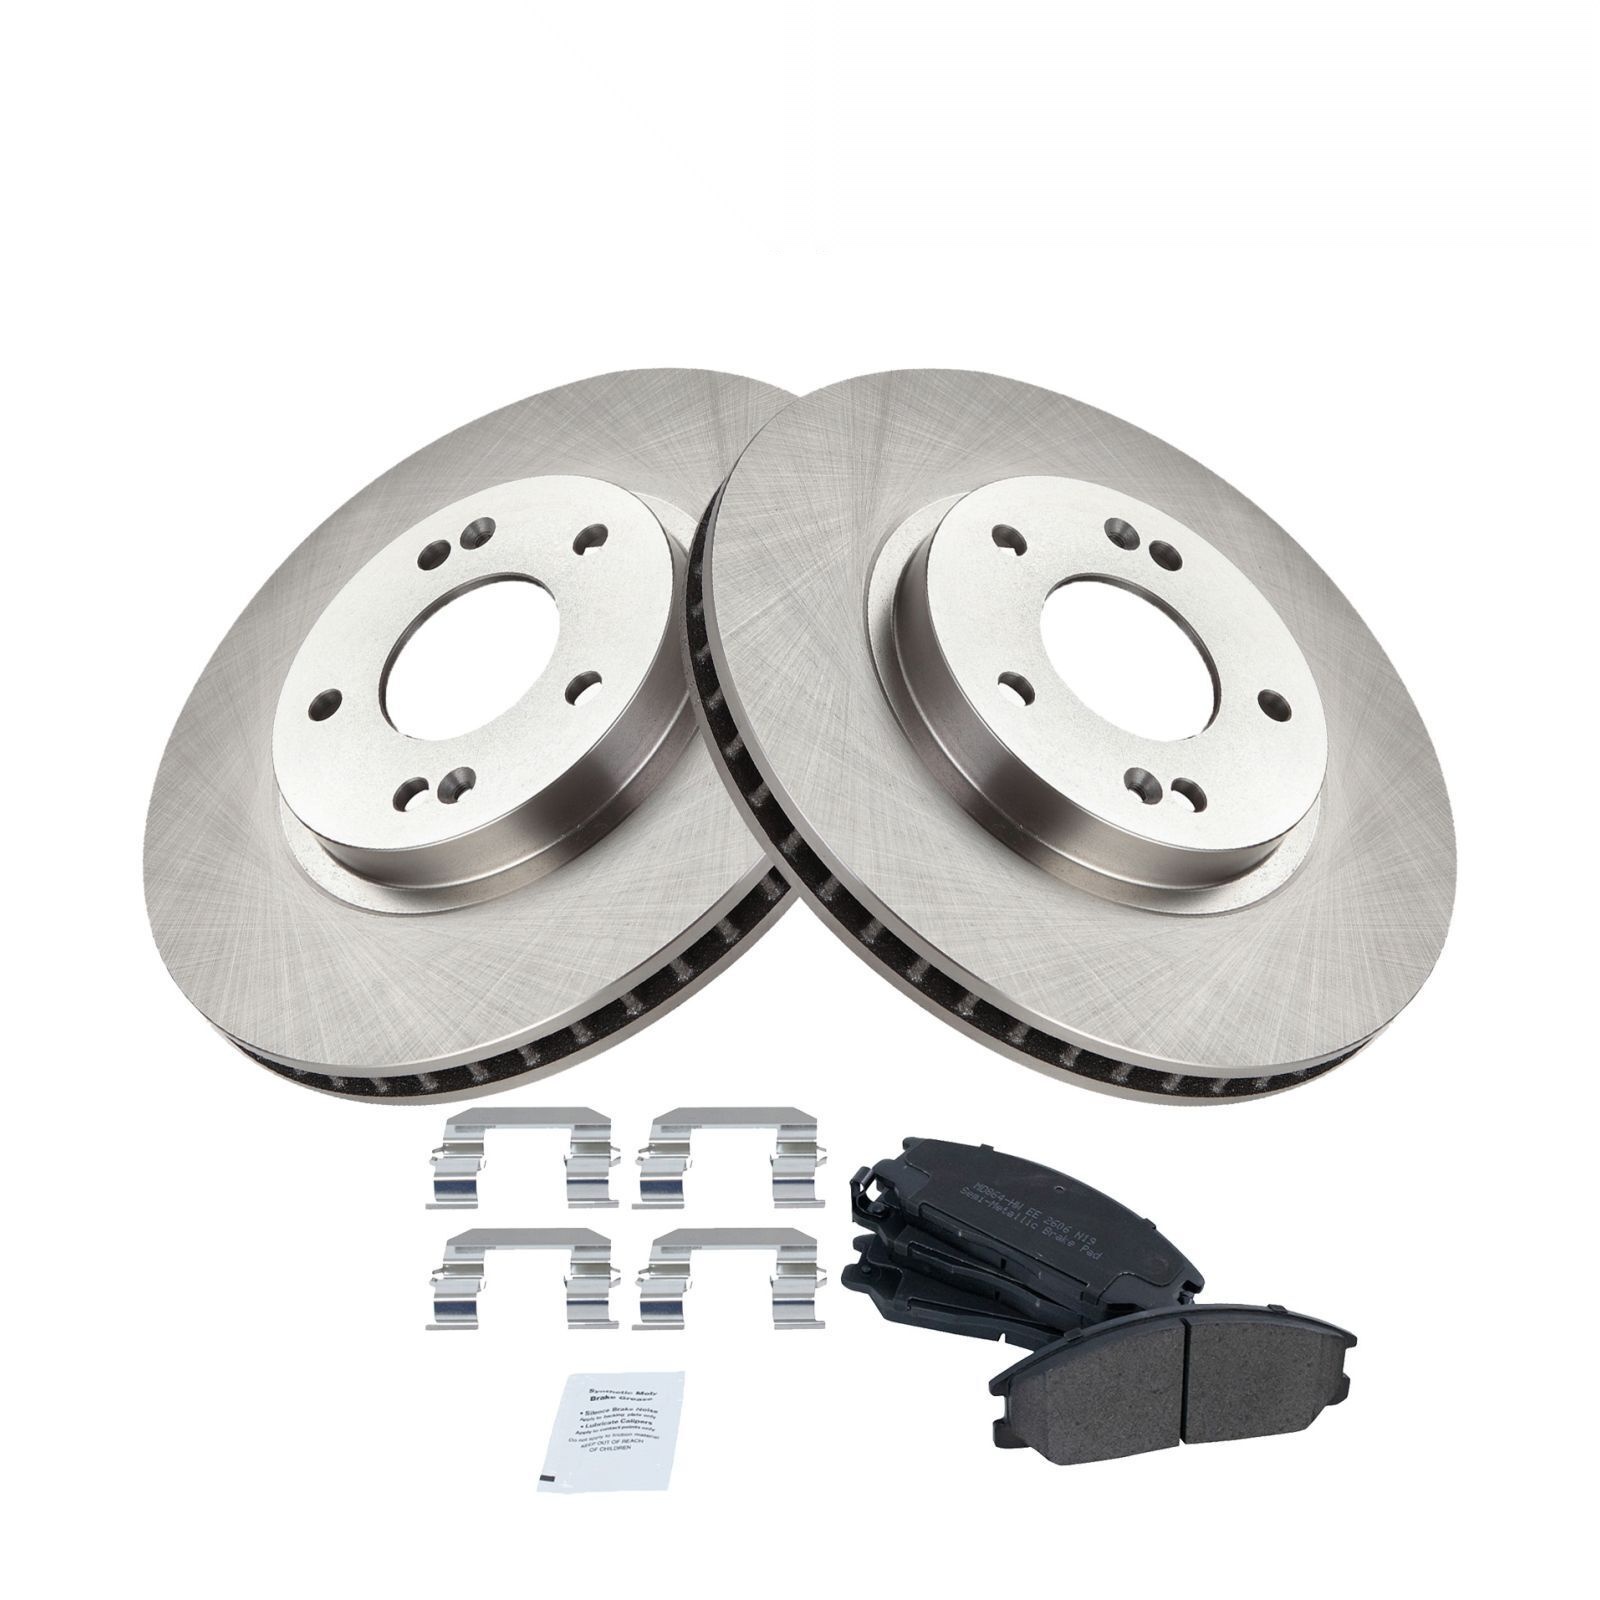 MD864-HW EE 2606 N19
Semi-Metallic Brake Pad
Synthetic Moly
Brake Grease
• Silence Brake Noise
Apply to backing plate only
• Lubricate Calipers
Apply to contact points only
Do not apply to friction material
KEEP OUT OF REACH
OF CHILDREN